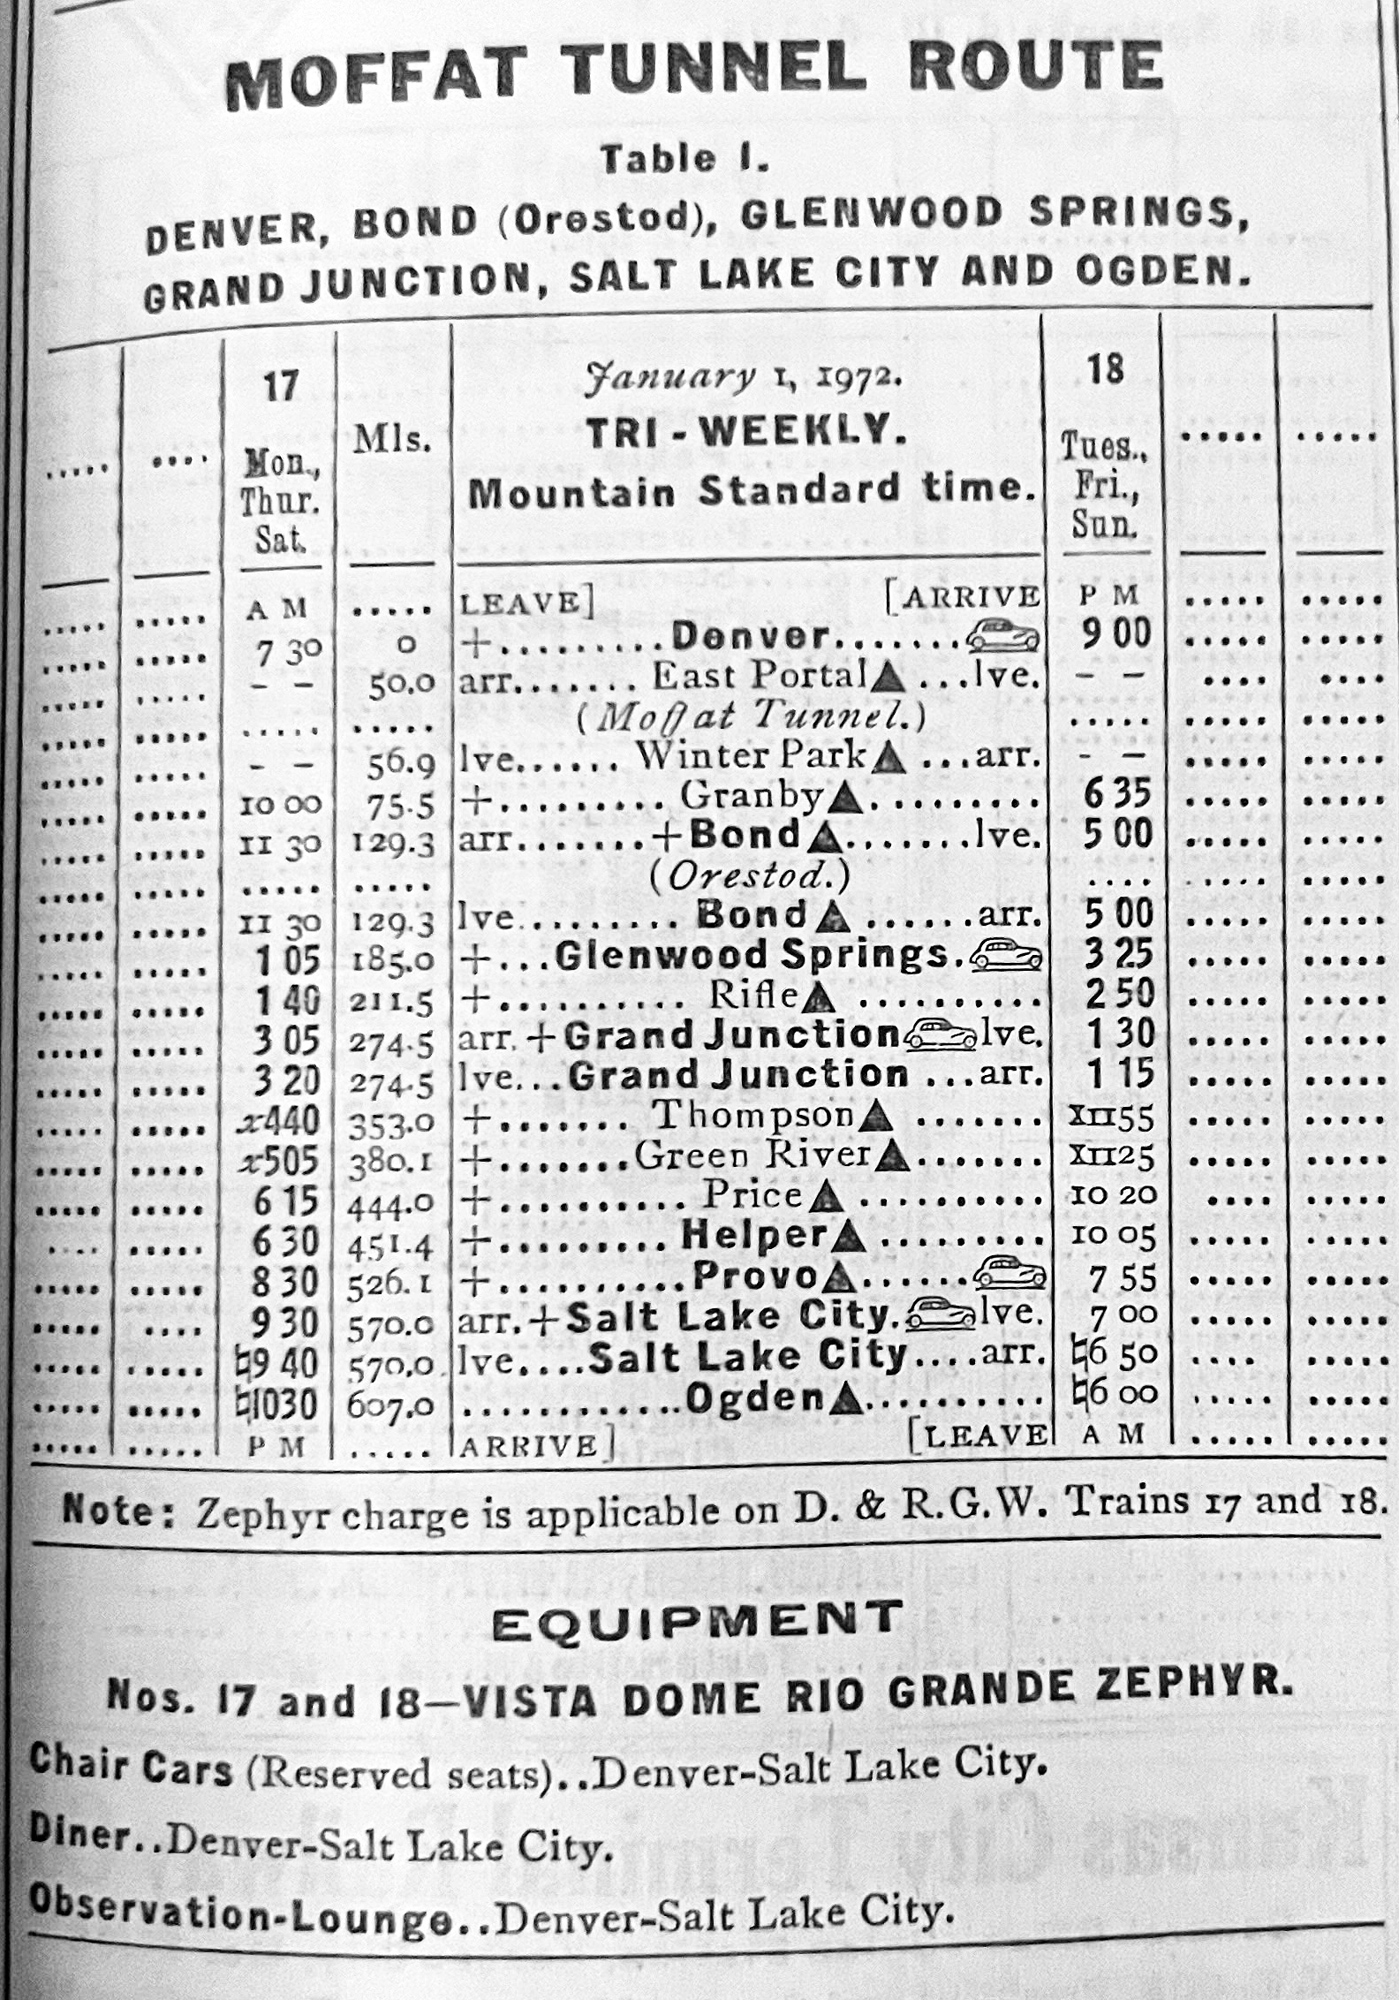 MOFFAT TUNNEL ROUTE
Table 1.
DENVER, BOND (Orestod), GLENWOOD SPRINGS,
GRAND JUNCTION, SALT LAKE CITY AND OGDEN.
17 Mon., Thur. Sat. Mls. January 1, 1972. TRI-WEEKLY. Mountain Standard time. 18 Tues., Fri., Sun.
A M ..... LEAVE] [ARRIVE P M
7 30 0 +..........Denver....... 9 00
– – 50.0 arr....... East Portal▲...lve. – –
..... ..... (Moffat Tunnel.) .....
– – 56.9 lve...... Winter Park▲...arr. – –
10 00 75.5 +.......... Granby▲.......... 6 35
11 30 129.3 arr.......+Bond▲.......lve. 5 00
..... ..... (Orestod.) ....
11 30 129.3 lve......... Bond▲......arr. 5 00
1 05 185.0 +...Glenwood Springs. 3 25
1 40 211.5 +.......... Rifle▲.......... 2 50
3 05 274.5 arr. +Grand Junction lve. 1 30
3 20 274.5 lve...Grand Junction ...arr. 1 15
x440 353.0 +....... Thompson▲....... X1155
x505 380.1 +.......Green River▲....... X1125
6 15 444.0 +.......... Price▲.......... 10 20
6 30 451.4 +......... Helper▲......... 10 05
8 30 526.1 +..........Provo▲...... 7 55
9 30 570.0 arr.+Salt Lake City. lve. 7 00
♮9 40 570.0 lve....Salt Lake City....arr. ♮6 50
♮1030 607.0 ............Ogden▲.......... ♮6 00
P M ..... ARRIVE] [LEAVE A M
Note: Zephyr charge is applicable on D. & R.G.W. Trains 17 and 18.
EQUIPMENT
Nos. 17 and 18—VISTA DOME RIO GRANDE ZEPHYR.
Chair Cars (Reserved seats)..Denver-Salt Lake City.
Diner..Denver-Salt Lake City.
Observation-Lounge..Denver-Salt Lake City.